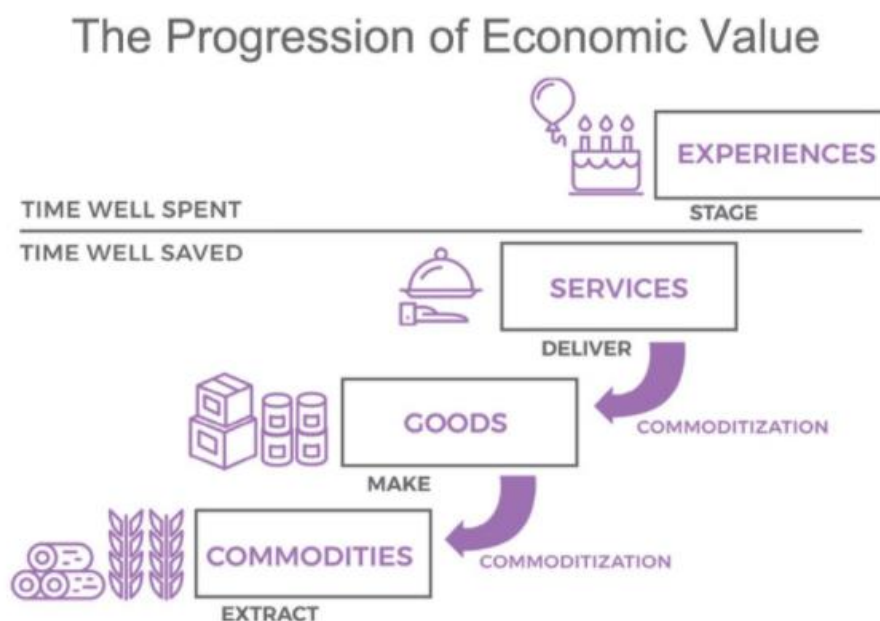 The Progression of Economic Value
EXPERIENCES
STAGE
TIME WELL SPENT
TIME WELL SAVED
SERVICES
DELIVER
GOODS
COMMODITIZATION
MAKE
COMMODITIES
COMMODITIZATION
EXTRACT